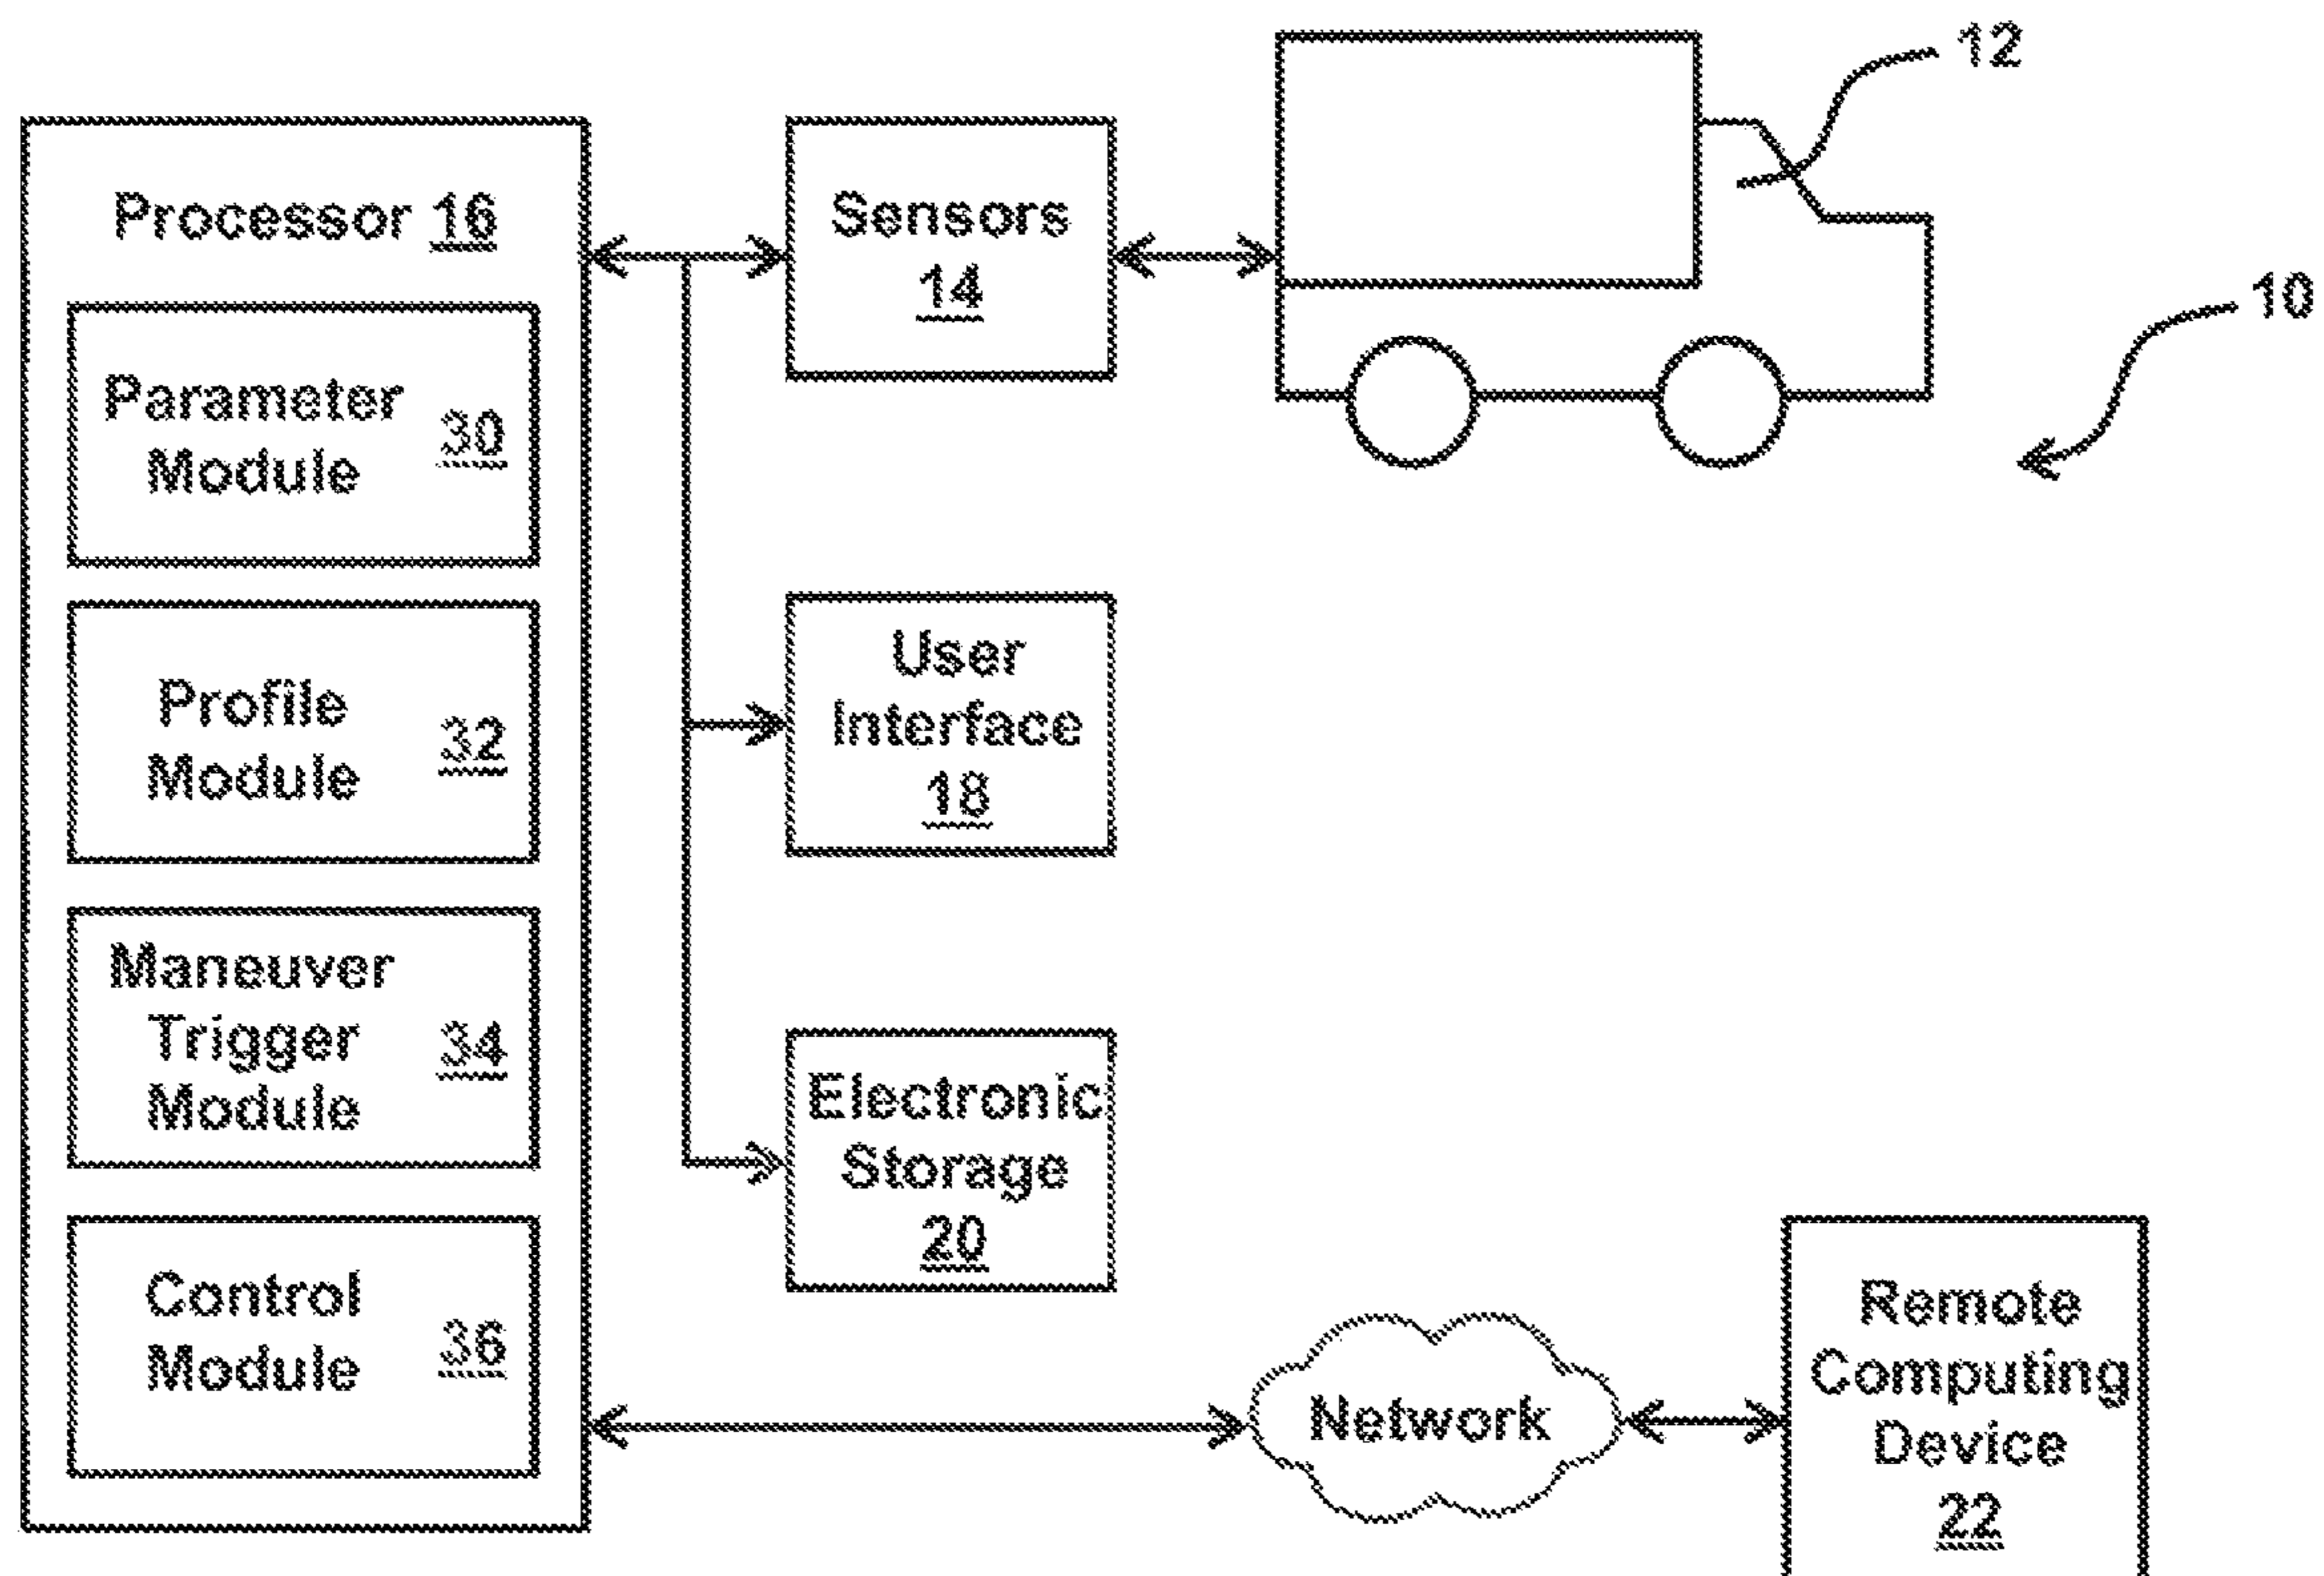 12
10
Processor 16
Parameter
Module
30
Profile
Module
32
Maneuver
Trigger
Module
34
Control
Module
36
Sensors
14
User
Interface
18
Electronic
Storage
20
Network
Remote
Computing
Device
22